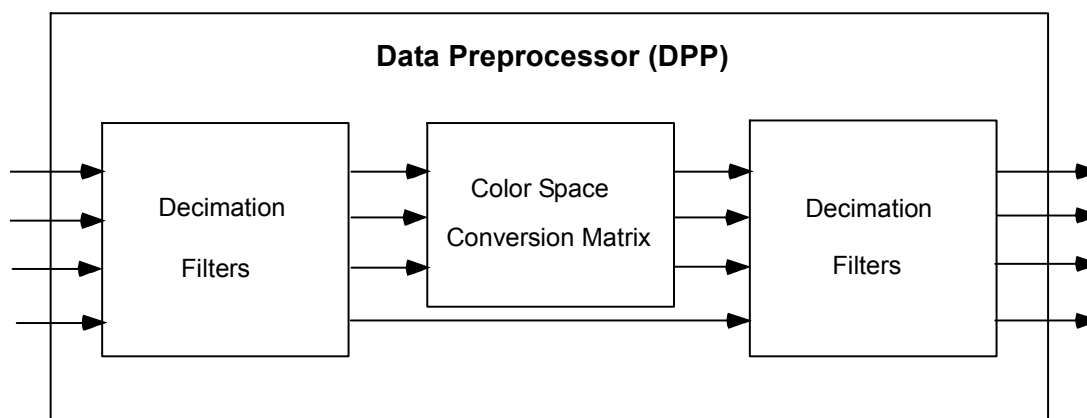 Data Preprocessor (DPP)
Decimation
Filters
Color Space
Conversion Matrix
Decimation
Filters